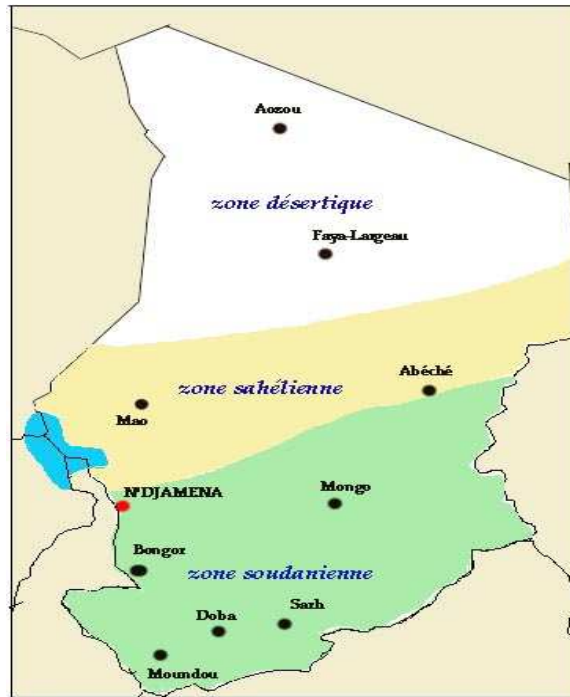 Aozou
zone désertique
Faya-Largeau
Abéché
zone sahélienne
Mao
N'DJAMENA
Mongo
Bongor
zone soudanienne
Sarh
Doba
Moundou